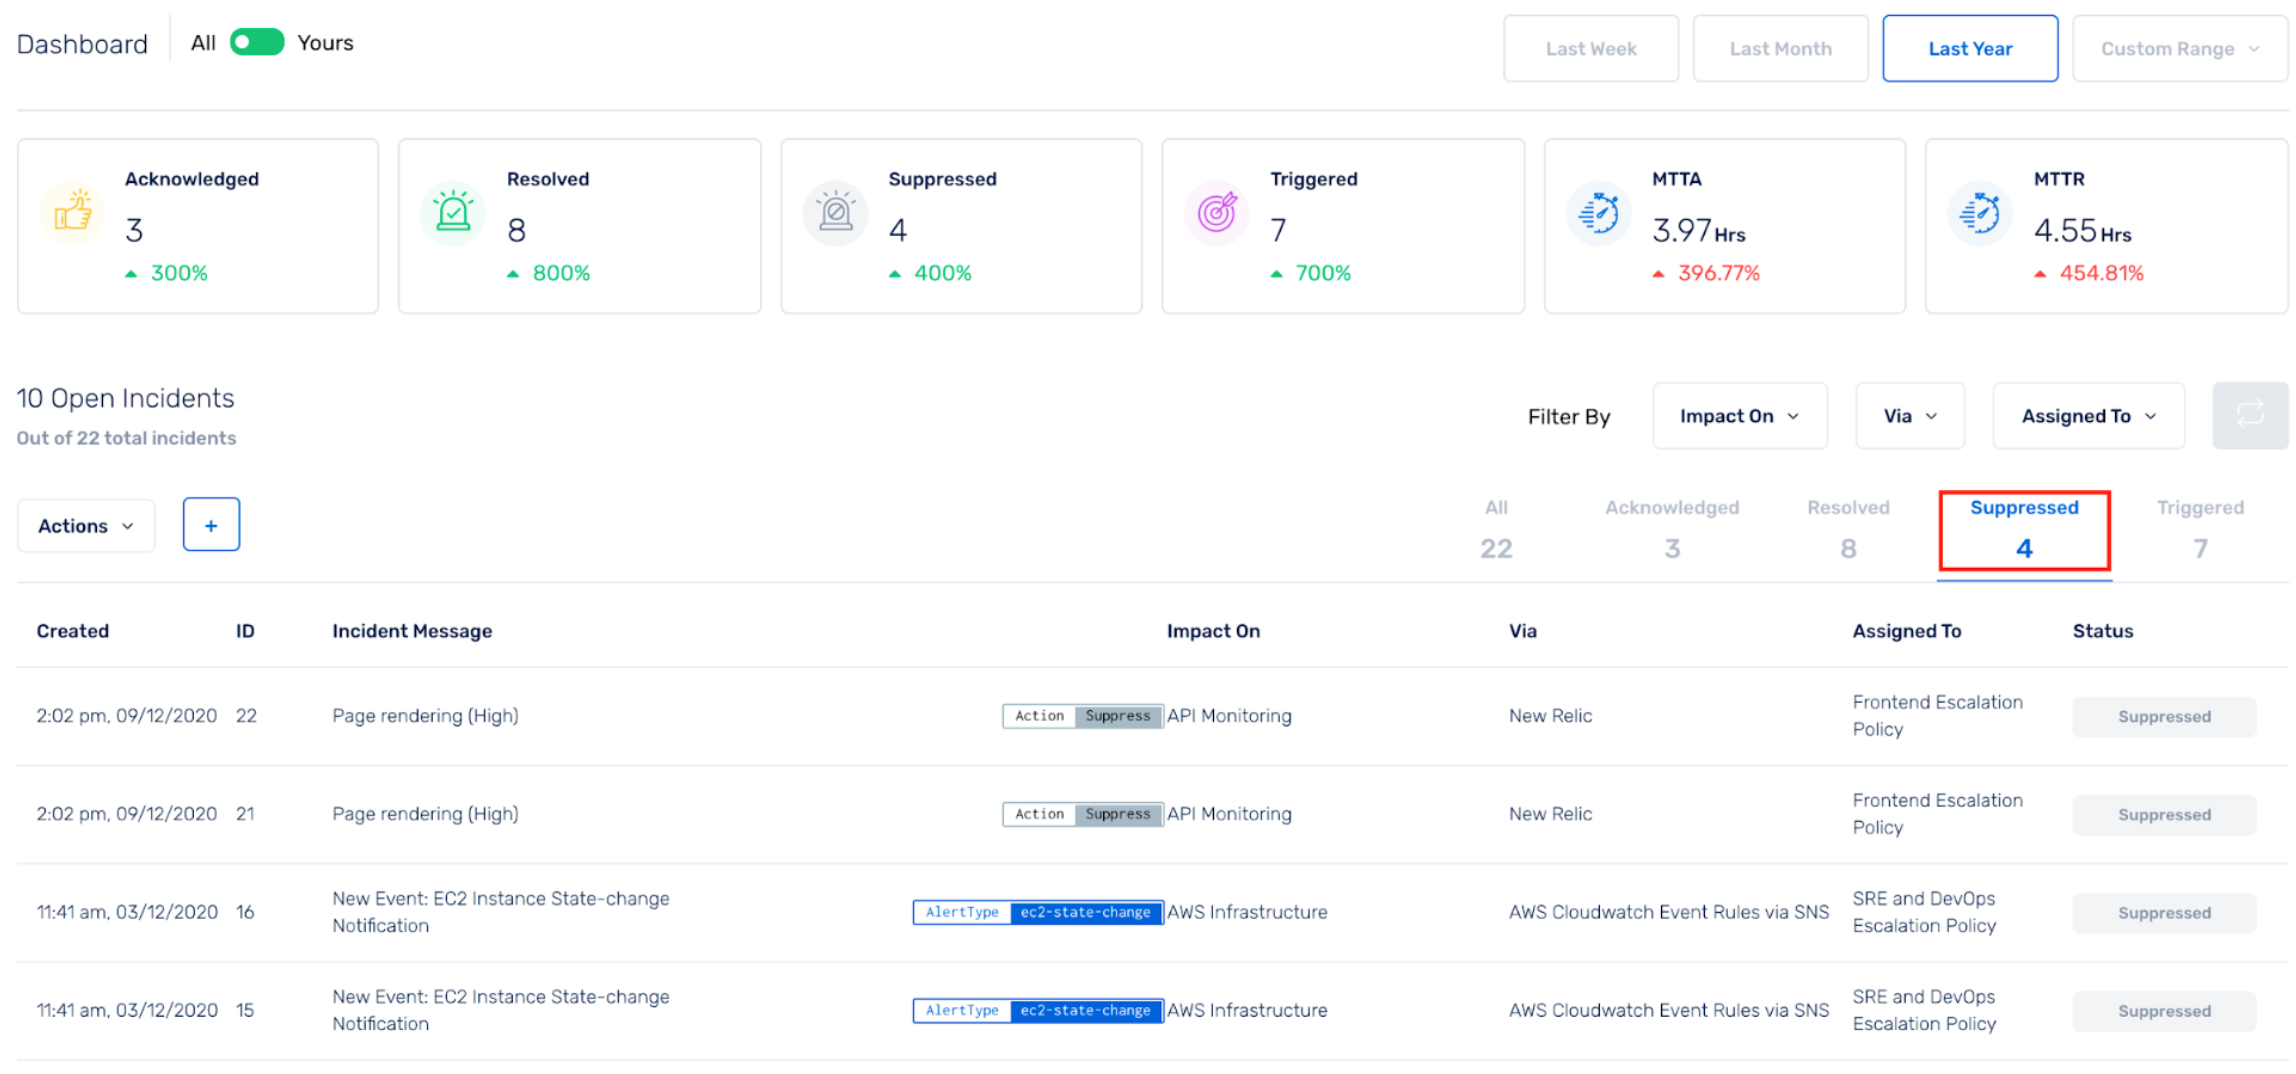 Dashboard All Yours Last Week Last Month Last Year Custom Range
Acknowledged Resolved Suppressed Triggered MTTA MTTR
3 8 4 7 3.97 Hrs 4.55 Hrs
300% 800% 400% 700% 396.77% 454.81%
10 Open Incidents
Out of 22 total incidents
Filter By Impact On Via Assigned To
Actions +
All Acknowledged Resolved Suppressed Triggered
22 3 8 4 7
Created ID Incident Message Impact On Via Assigned To Status
2:02 pm, 09/12/2020 22 Page rendering (High) Action Suppress API Monitoring New Relic Frontend Escalation
Policy Suppressed
2:02 pm, 09/12/2020 21 Page rendering (High) Action Suppress API Monitoring New Relic Frontend Escalation
Policy Suppressed
11:41 am, 03/12/2020 16 New Event: EC2 Instance State-change
Notification AlertType ec2-state-change AWS Infrastructure AWS Cloudwatch Event Rules via SNS SRE and DevOps
Escalation Policy Suppressed
11:41 am, 03/12/2020 15 New Event: EC2 Instance State-change
Notification AlertType ec2-state-change AWS Infrastructure AWS Cloudwatch Event Rules via SNS SRE and DevOps
Escalation Policy Suppressed